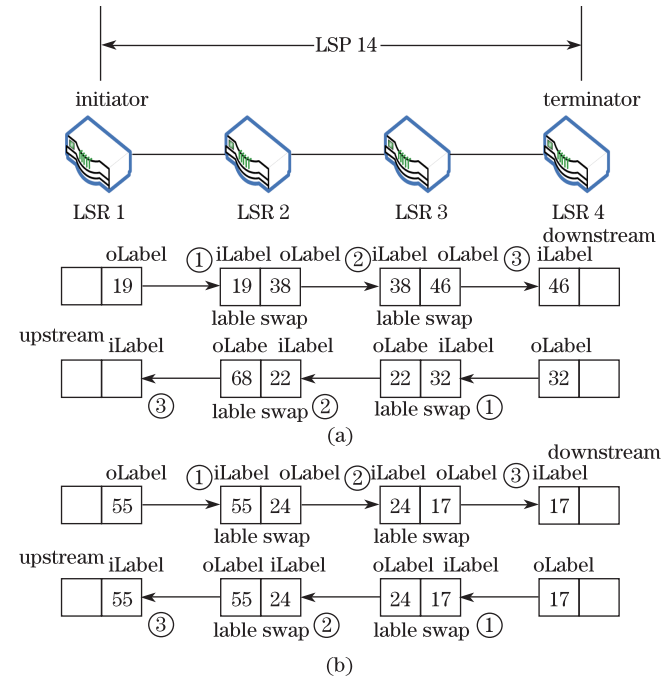 LSP 14
initiator terminator
LSR 1 LSR 2 LSR 3 LSR 4
downstream
oLabel ① iLabel oLabel ② iLabel oLabel ③ iLabel
19 19 38 38 46 46
lable swap lable swap
upstream
iLabel oLabe iLabel oLabe iLabel oLabel
68 22 22 32 32
③ lable swap ② lable swap ①
(a)
downstream
oLabel ① iLabel oLabel ② iLabel oLabel ③ iLabel
55 55 24 24 17 17
lable swap lable swap
upstream
iLabel oLabel iLabel oLabel iLabel oLabel
55 55 24 24 17 17
③ lable swap ② lable swap ①
(b)